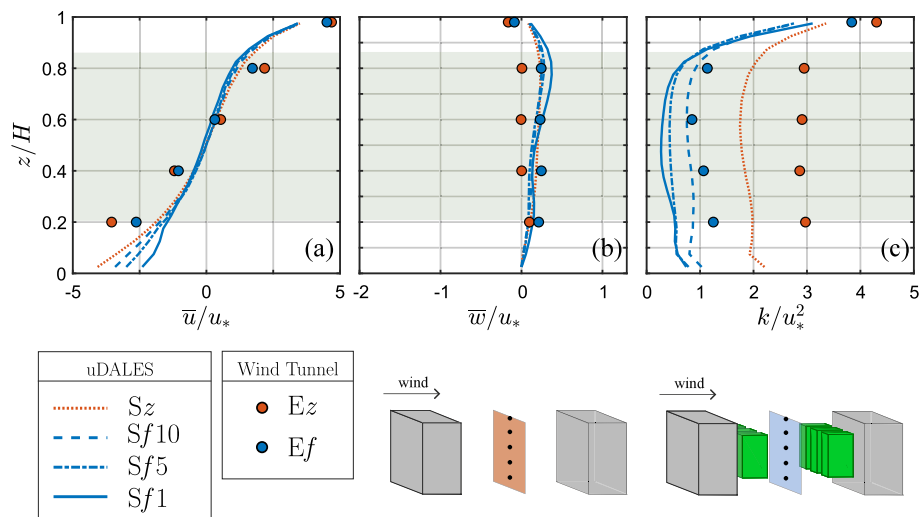 1
0.8
0.6
0.4
0.2
0
z/H
(a) (b) (c)
-5 0 5 -2 -1 0 1 0 1 2 3 4 5
u̅/u* w̅/u* k/u*²
uDALES
Sz
Sf10
Sf5
Sf1
Wind Tunnel
Ez
Ef
wind
wind